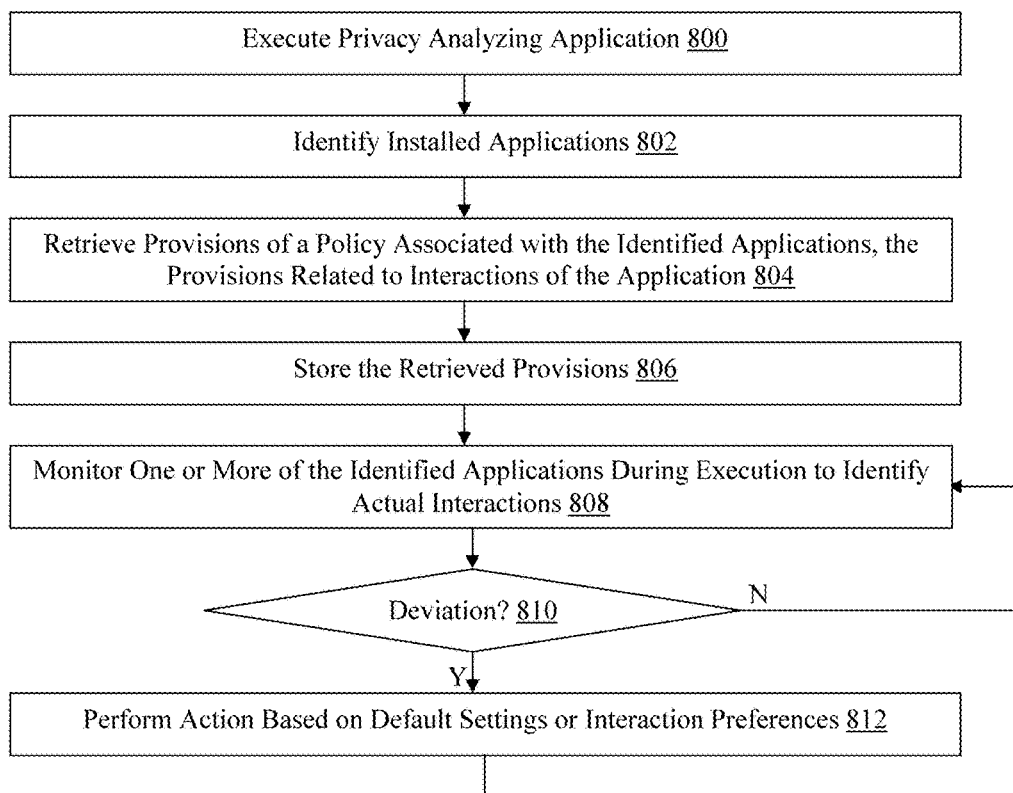 Execute Privacy Analyzing Application 800
Identify Installed Applications 802
Retrieve Provisions of a Policy Associated with the Identified Applications, the
Provisions Related to Interactions of the Application 804
Store the Retrieved Provisions 806
Monitor One or More of the Identified Applications During Execution to Identify
Actual Interactions 808
Deviation? 810
N
Y
Perform Action Based on Default Settings or Interaction Preferences 812